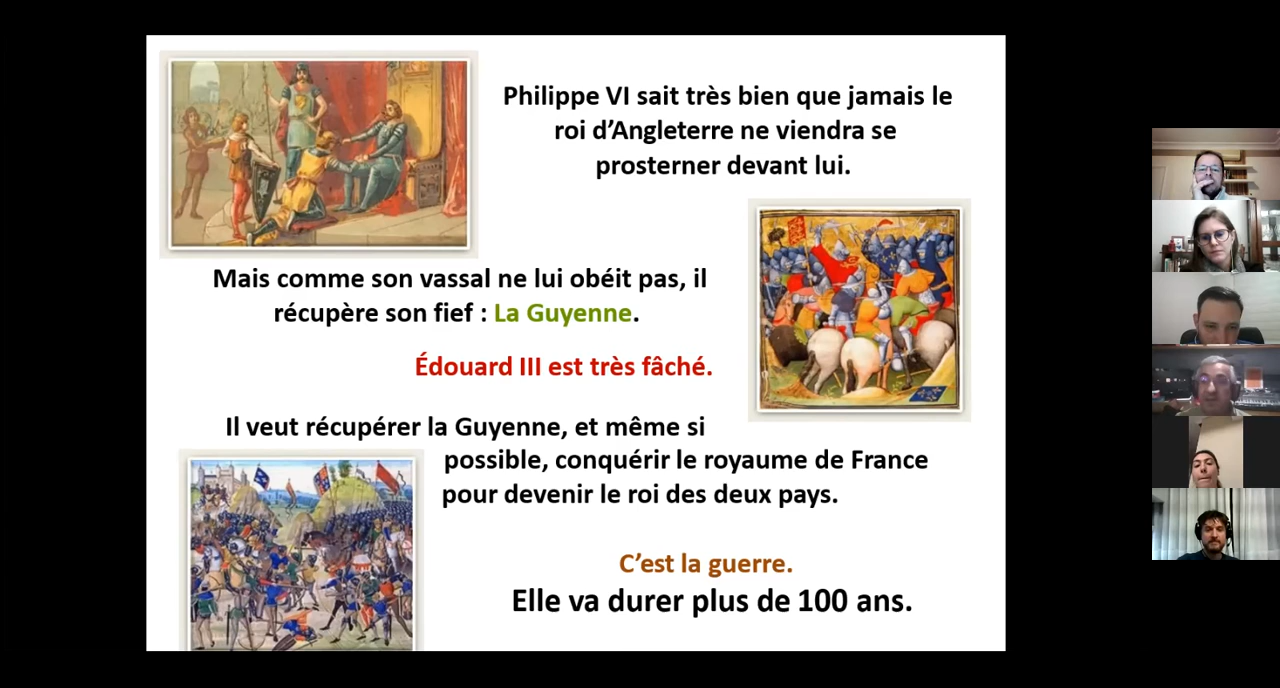 Philippe VI sait très bien que jamais le
roi d’Angleterre ne viendra se
prosterner devant lui.
Mais comme son vassal ne lui obéit pas, il
récupère son fief : La Guyenne.
Édouard III est très fâché.
Il veut récupérer la Guyenne, et même si
possible, conquérir le royaume de France
pour devenir le roi des deux pays.
C’est la guerre.
Elle va durer plus de 100 ans.